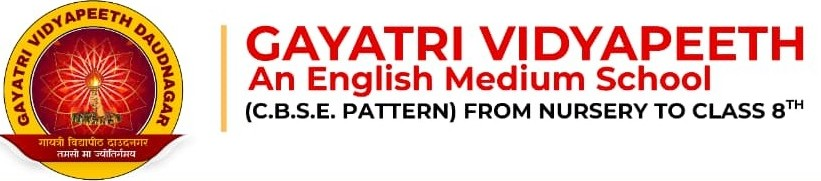 GAYATRI VIDYAPEETH DAUDNAGAR
गायत्री विद्यापीठ दाउदनगर
तमसो मा ज्योतिर्गमय
GAYATRI VIDYAPEETH
An English Medium School
(C.B.S.E. PATTERN) FROM NURSERY TO CLASS 8TH